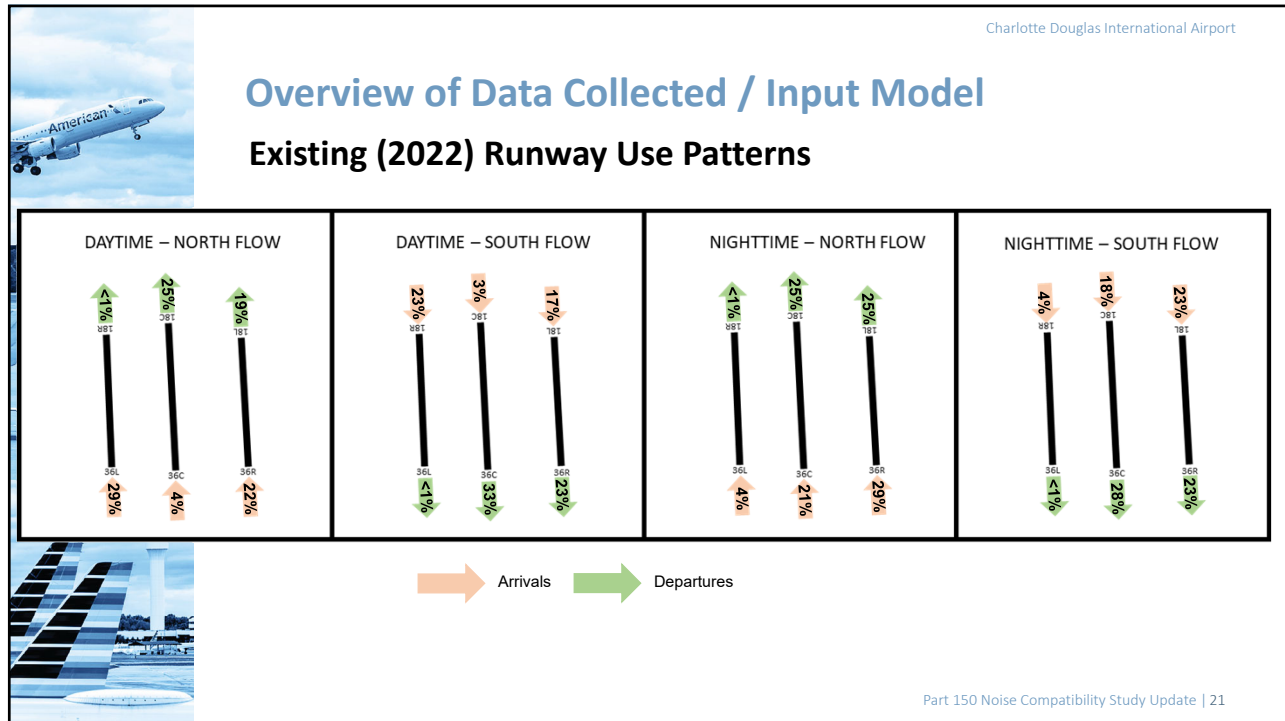 Charlotte Douglas International Airport
American
Overview of Data Collected / Input Model
Existing (2022) Runway Use Patterns
DAYTIME – NORTH FLOW
<1% 25% 19%
18R 18C 18L
36L 36C 36R
29% 4% 22%
DAYTIME – SOUTH FLOW
23% 3% 17%
18R 18C 18L
36L 36C 36R
<1% 33% 23%
NIGHTTIME – NORTH FLOW
<1% 25% 25%
18R 18C 18L
36L 36C 36R
4% 21% 29%
NIGHTTIME – SOUTH FLOW
4% 18% 23%
18R 18C 18L
36L 36C 36R
<1% 28% 23%
Arrivals Departures
Part 150 Noise Compatibility Study Update | 21